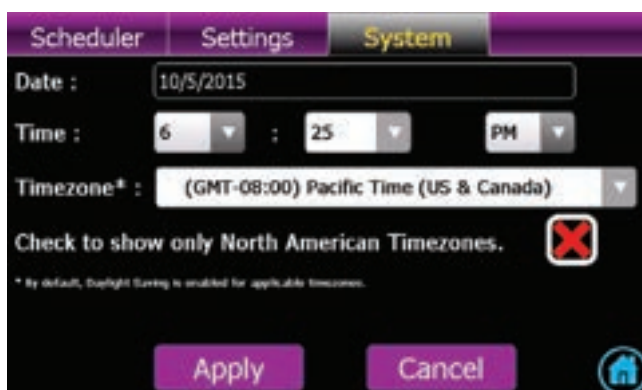 Scheduler Settings System
Date : 10/5/2015
Time : 6 : 25 PM
Timezone* : (GMT-08:00) Pacific Time (US & Canada)
Check to show only North American Timezones.
* By default, Daylight Saving is enabled for applicable timezones.
Apply Cancel